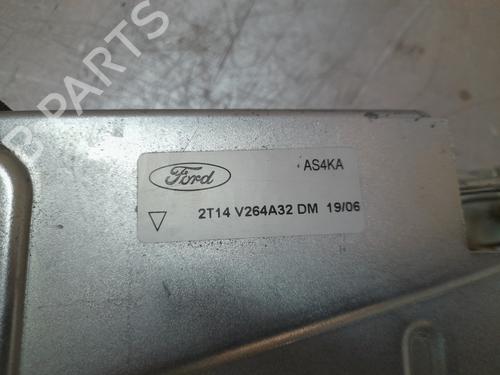 B-PARTS
Ford
AS4KA
2T14 V264A32 DM 19/06